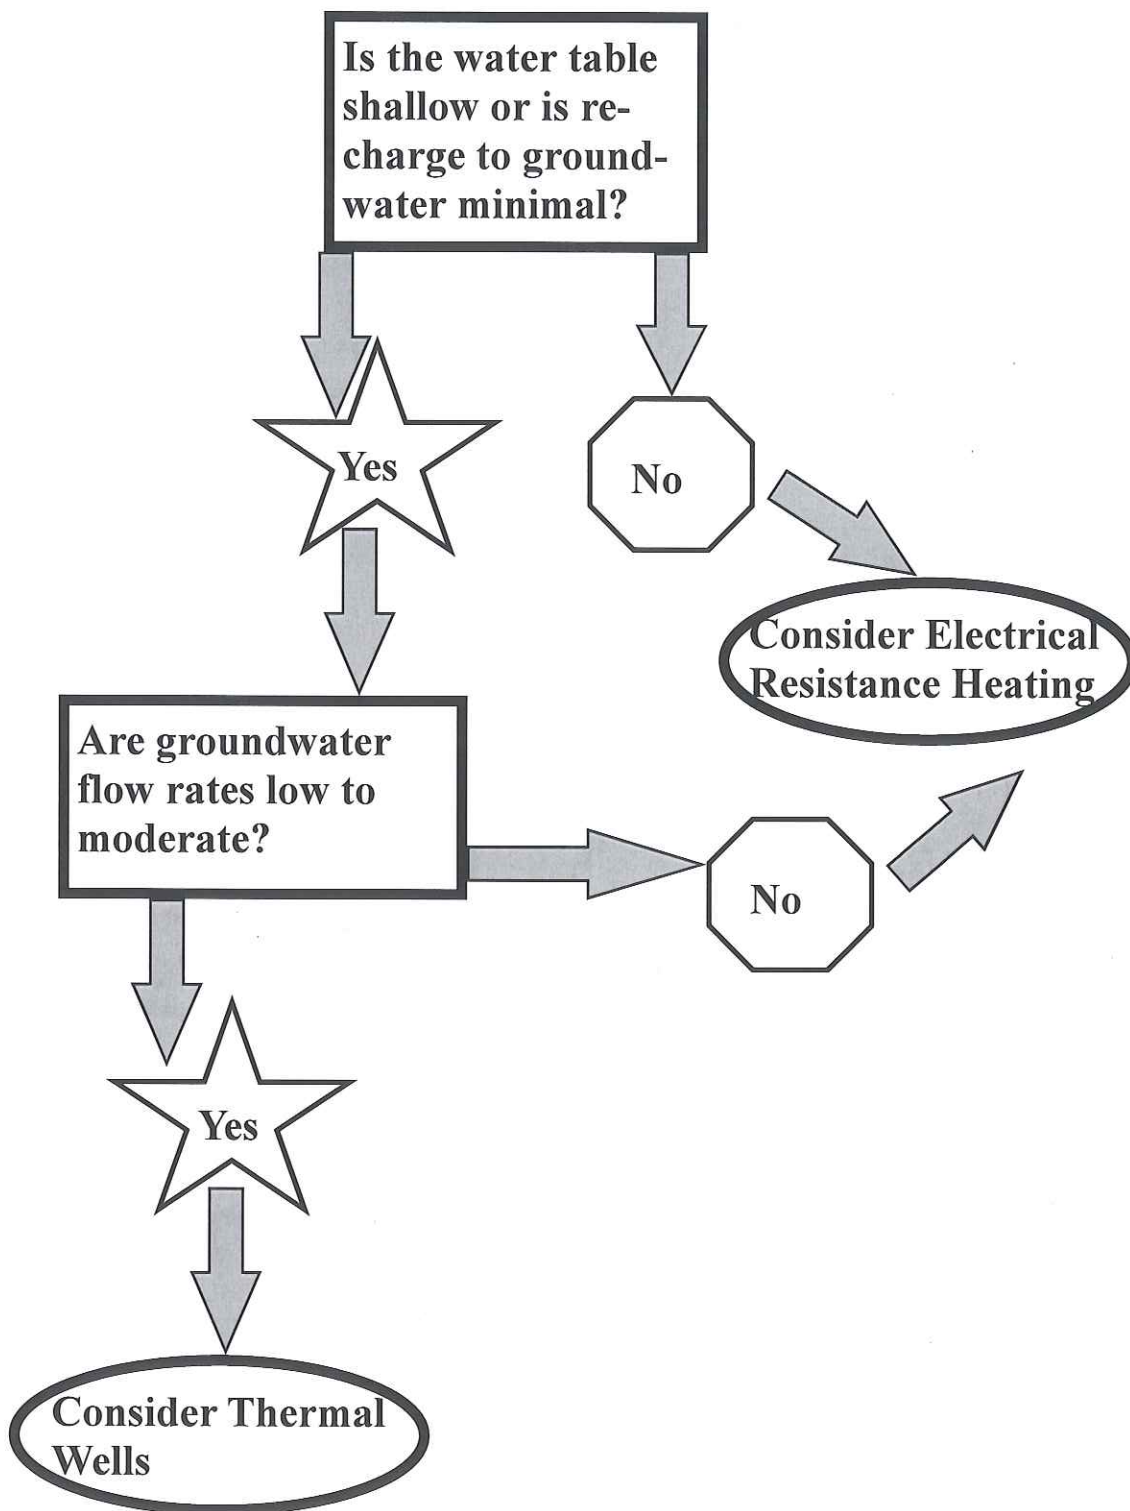 Is the water table
shallow or is re-
charge to ground-
water minimal?
Yes
No
Consider Electrical
Resistance Heating
Are groundwater
flow rates low to
moderate?
No
Yes
Consider Thermal
Wells